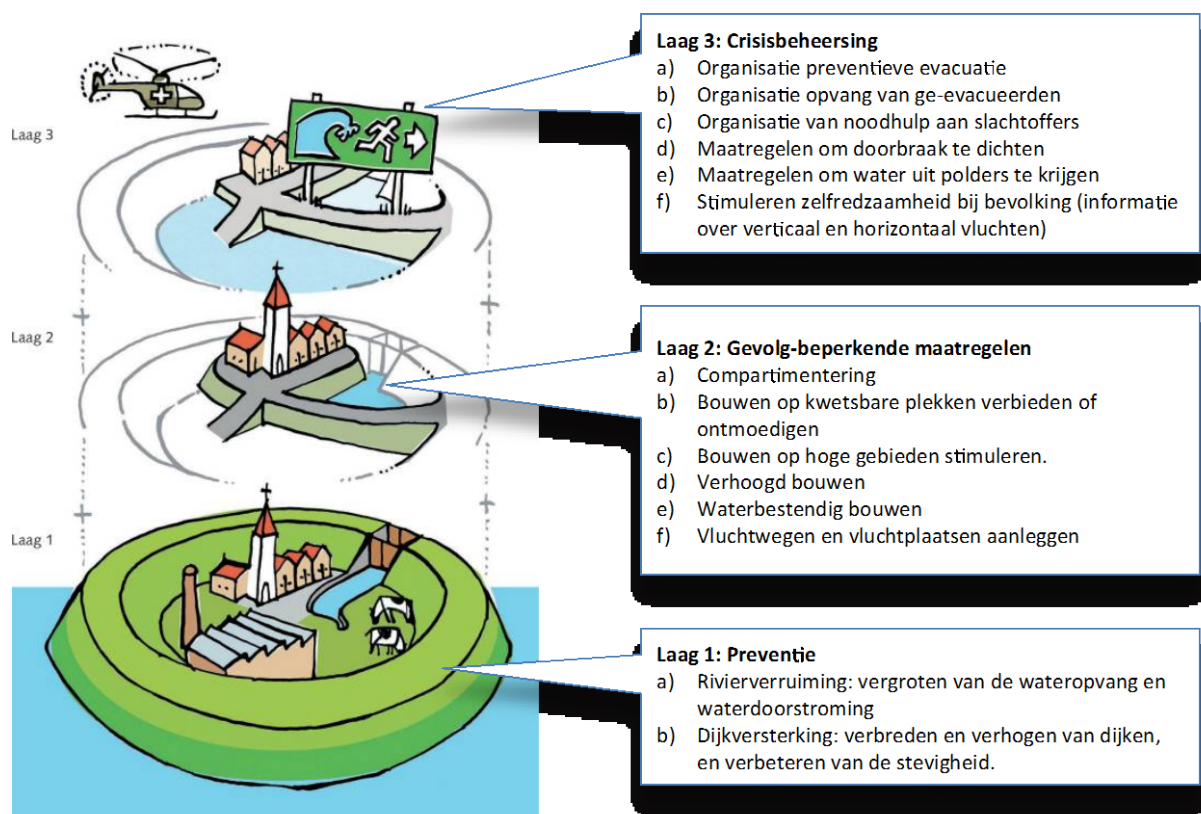 Laag 3: Crisisbeheersing
a) Organisatie preventieve evacuatie
b) Organisatie opvang van ge-evacueerden
c) Organisatie van noodhulp aan slachtoffers
d) Maatregelen om doorbraak te dichten
e) Maatregelen om water uit polders te krijgen
f) Stimuleren zelfredzaamheid bij bevolking (informatie
over verticaal en horizontaal vluchten)
Laag 3
Laag 2: Gevolg-beperkende maatregelen
a) Compartimentering
b) Bouwen op kwetsbare plekken verbieden of
ontmoedigen
c) Bouwen op hoge gebieden stimuleren.
d) Verhoogd bouwen
e) Waterbestendig bouwen
f) Vluchtwegen en vluchtplaatsen aanleggen
Laag 2
Laag 1
Laag 1: Preventie
a) Rivierverruiming: vergroten van de wateropvang en
waterdoorstroming
b) Dijkversterking: verbreden en verhogen van dijken,
en verbeteren van de stevigheid.